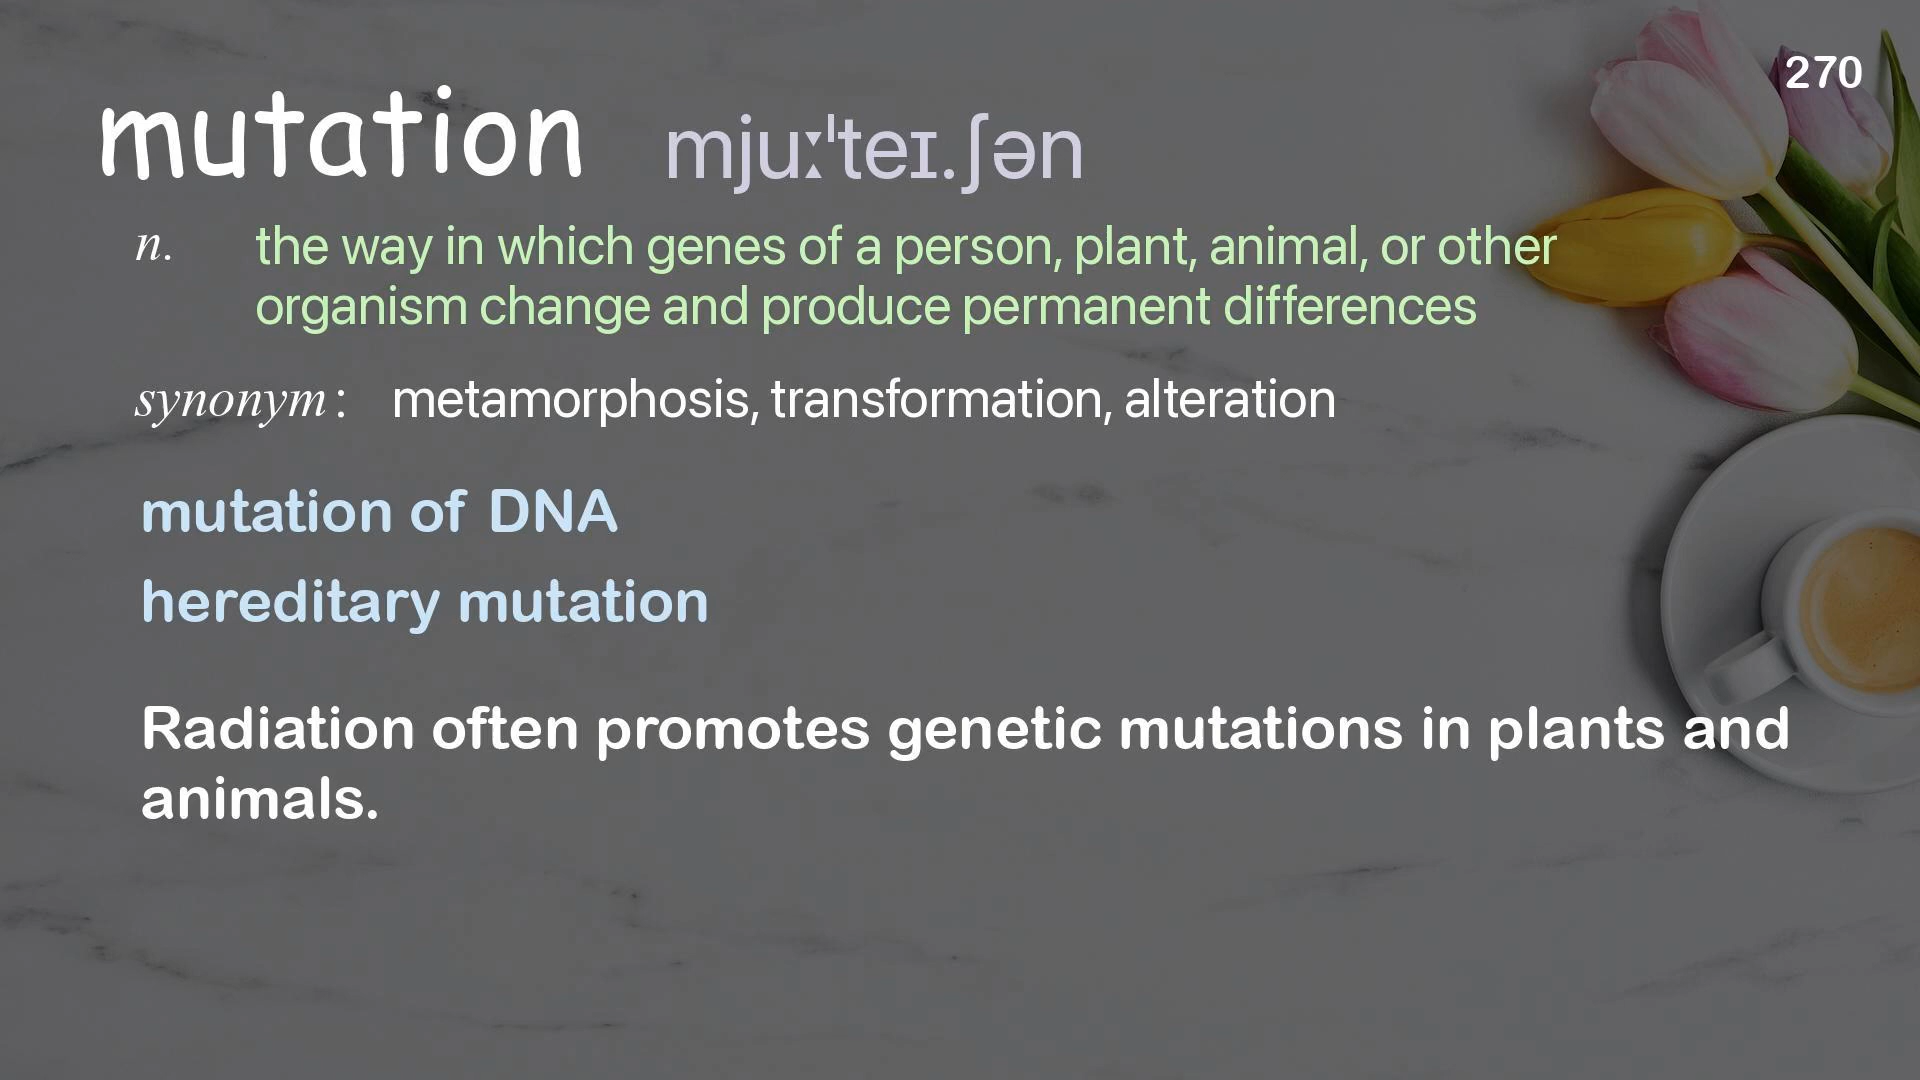 270
mutation mjuːˈteɪ.ʃən
n. the way in which genes of a person, plant, animal, or other
organism change and produce permanent differences
synonym : metamorphosis, transformation, alteration
mutation of DNA
hereditary mutation
Radiation often promotes genetic mutations in plants and
animals.